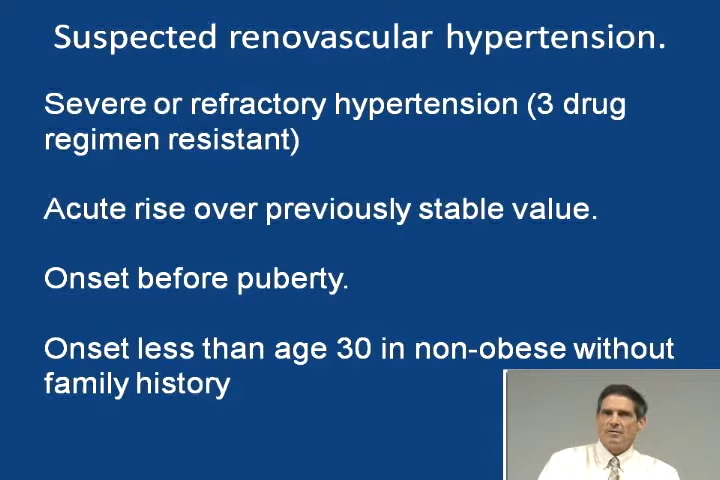 Suspected renovascular hypertension.
Severe or refractory hypertension (3 drug
regimen resistant)
Acute rise over previously stable value.
Onset before puberty.
Onset less than age 30 in non-obese without
family history